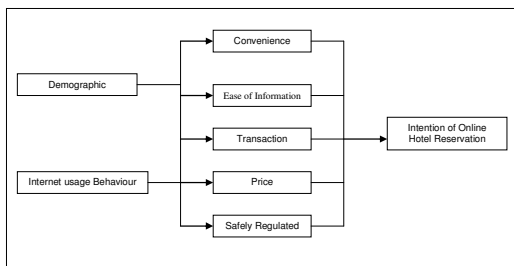 Convenience
Demographic
Ease of Information
Transaction
Intention of Online
Hotel Reservation
Internet usage Behaviour
Price
Safely Regulated